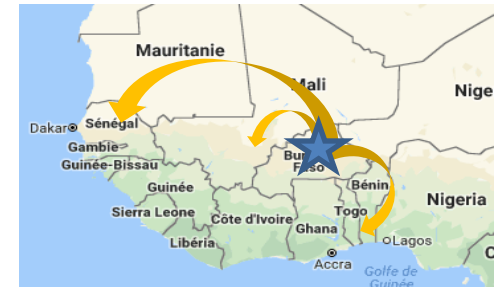 Mauritanie
Mali
Nige
Dakar
Sénégal
Gambie
Guinée-Bissau
Bur
Faso
Bénin
Guinée
Nigeria
Sierra Leone
Côte d'Ivoire
Togo
Ghana
Libéria
Lagos
Accra
Golfe de
Guinée
C